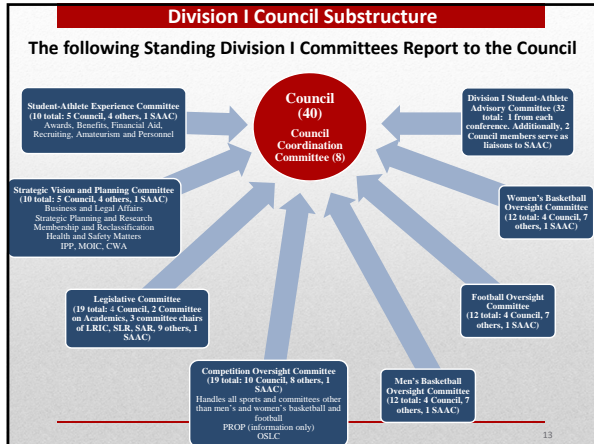 Division I Council Substructure
The following Standing Division I Committees Report to the Council
Council
(40)
Council
Coordination
Committee (8)
Student-Athlete Experience Committee
(10 total: 5 Council, 4 others, 1 SAAC)
Awards, Benefits, Financial Aid,
Recruiting, Amateurism and Personnel
Division I Student-Athlete
Advisory Committee (32
total: 1 from each
conference. Additionally, 2
Council members serve as
liaisons to SAAC)
Strategic Vision and Planning Committee
(10 total: 5 Council, 4 others, 1 SAAC)
Business and Legal Affairs
Strategic Planning and Research
Membership and Reclassification
Health and Safety Matters
IPP, MOIC, CWA
Women's Basketball
Oversight Committee
(12 total: 4 Council, 7
others, 1 SAAC)
Legislative Committee
(19 total: 4 Council, 2 Committee
on Academics, 3 committee chairs
of LRIC, SLR, SAR, 9 others, 1
SAAC)
Football Oversight
Committee
(12 total: 4 Council, 7
others, 1 SAAC)
Competition Oversight Committee
(19 total: 10 Council, 8 others, 1
SAAC)
Handles all sports and committees other
than men's and women's basketball and
football
PROP (information only)
OSLC
Men's Basketball
Oversight Committee
(12 total: 4 Council, 7
others, 1 SAAC)
13